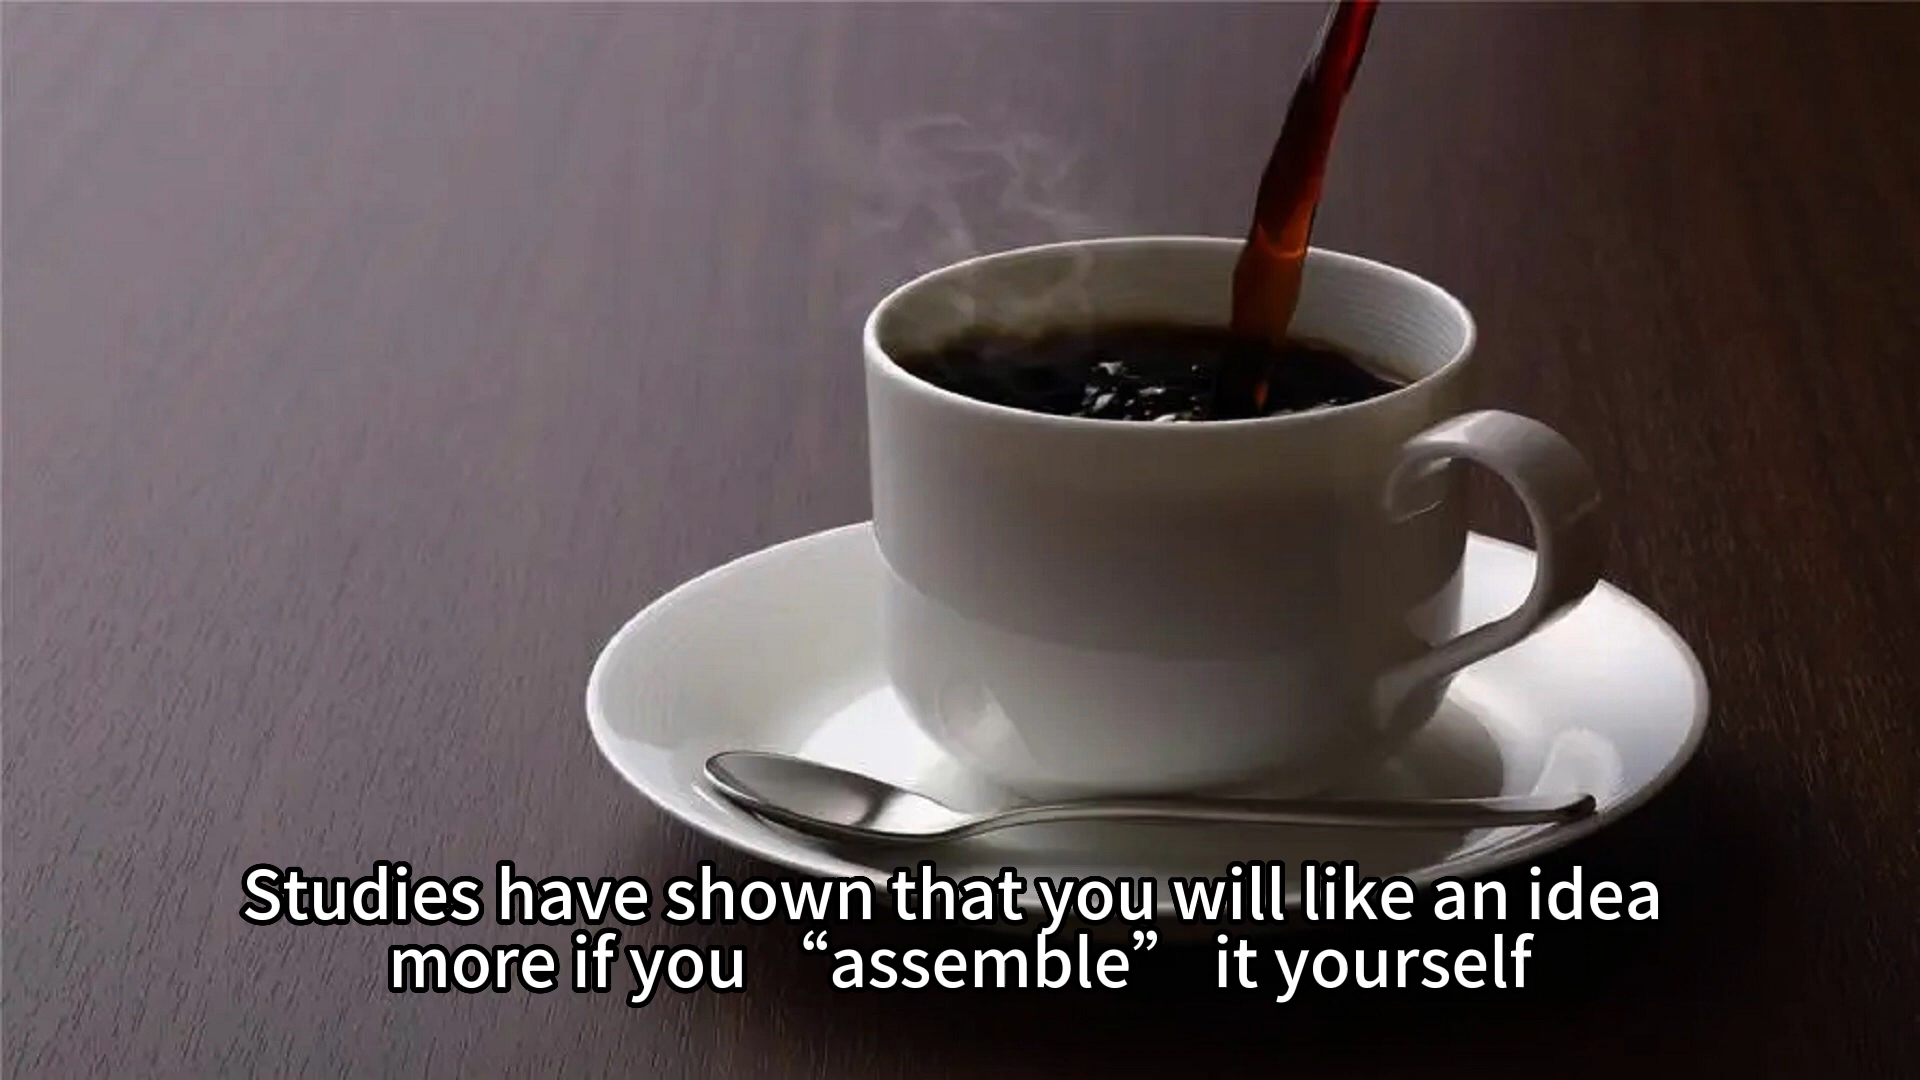 Studies have shown that you will like an idea
more if you “assemble” it yourself